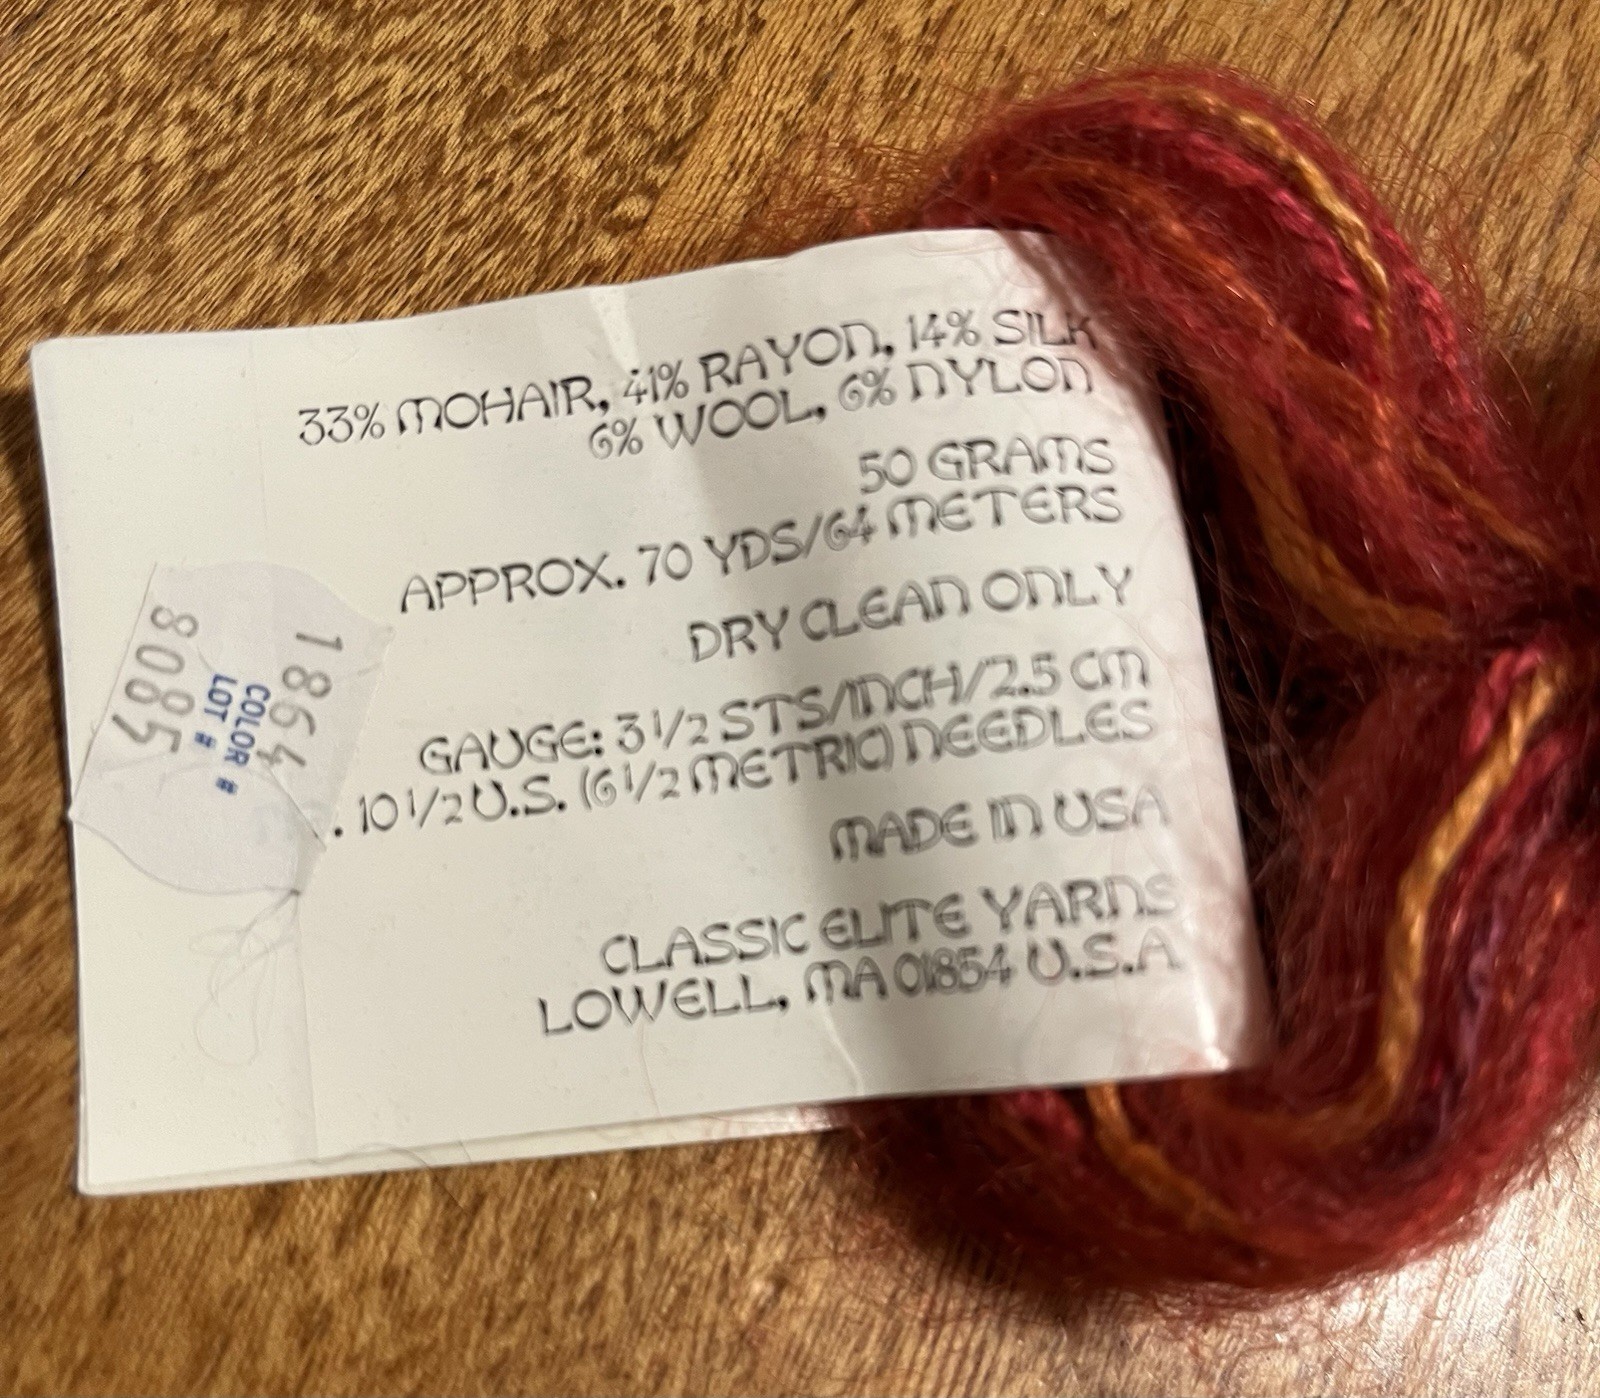 33% MOHAIR, 41% RAYON, 14% SILK
6% WOOL, 6% NYLON
50 GRAMS
APPROX. 70 YDS/64 METERS
DRY CLEAN ONLY
GAUGE: 3 1/2 STS/INCH/2.5 CM
. 10 1/2 U.S. (6 1/2 METRIC) NEEDLES
MADE IN USA
CLASSIC ELITE YARNS
LOWELL, MA 01854 U.S.A
1864
COLOR #
LOT #
8085